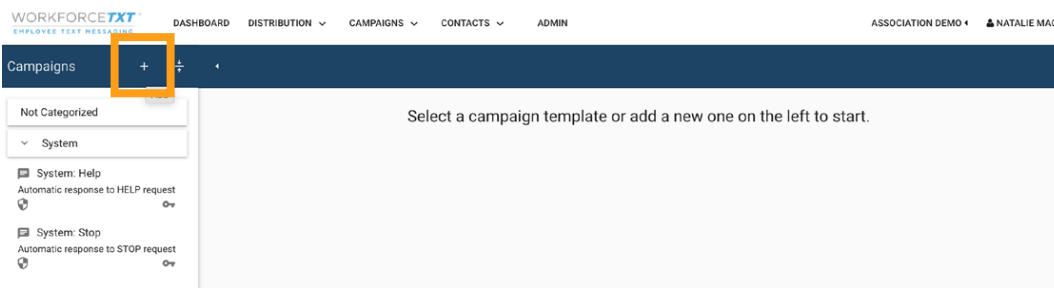 WORKFORCETXT
EMPLOYEE TEXT MESSAGING
DASHBOARD DISTRIBUTION CAMPAIGNS CONTACTS ADMIN ASSOCIATION DEMO NATALIE MAC
Campaigns +
Not Categorized
Select a campaign template or add a new one on the left to start.
System
System: Help
Automatic response to HELP request
System: Stop
Automatic response to STOP request